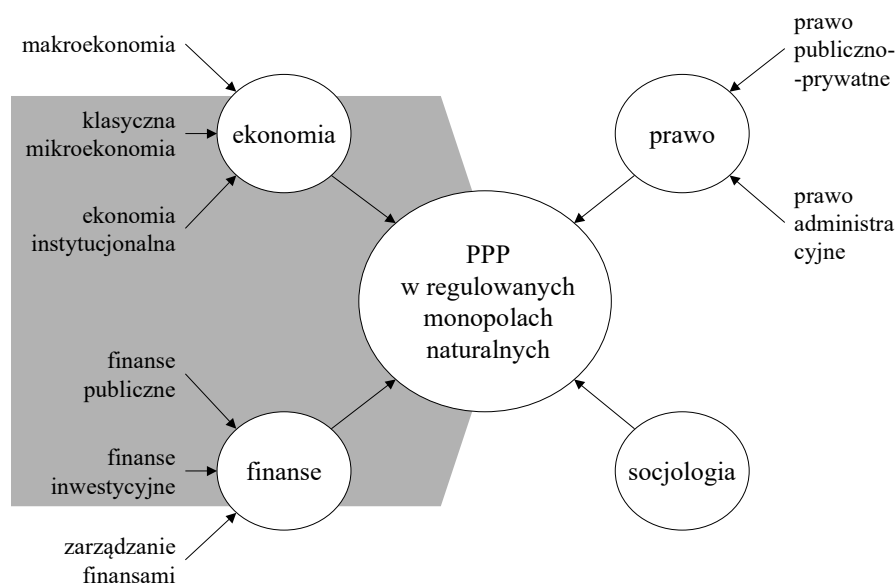 makroekonomia
klasyczna
mikroekonomia
ekonomia
instytucjonalna
ekonomia
prawo
publiczno-
-prywatne
prawo
prawo
administra
cyjne
PPP
w regulowanych
monopolach
naturalnych
finanse
publiczne
finanse
inwestycyjne
zarządzanie
finansami
finanse
socjologia